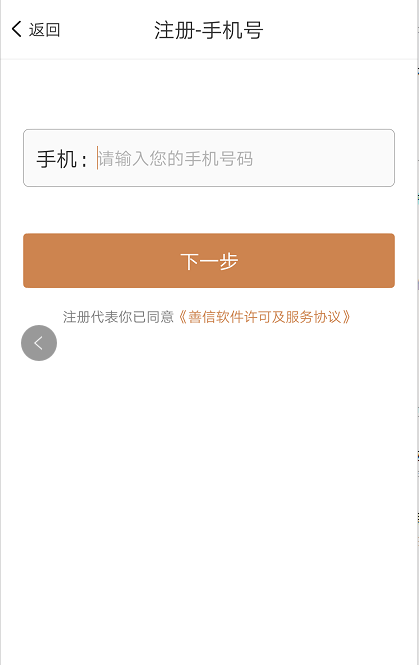 返回
注册-手机号
手机：请输入您的手机号码
下一步
注册代表你已同意《善信软件许可及服务协议》